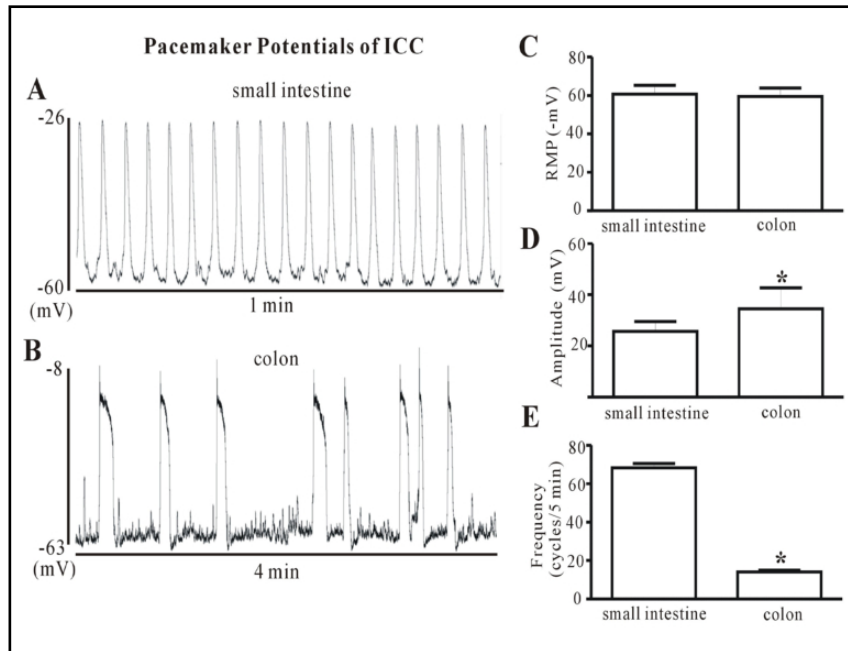 Pacemaker Potentials of ICC
A
small intestine
-26
-60
(mV)
1 min
B
colon
-8
-63
(mV)
4 min
C
RMP (-mV)
80
60
40
20
0
small intestine
colon
D
Amplitude (mV)
60
40
20
*
small intestine
colon
E
Frequency
(cycles/5 min)
80
60
40
20
0
*
small intestine
colon